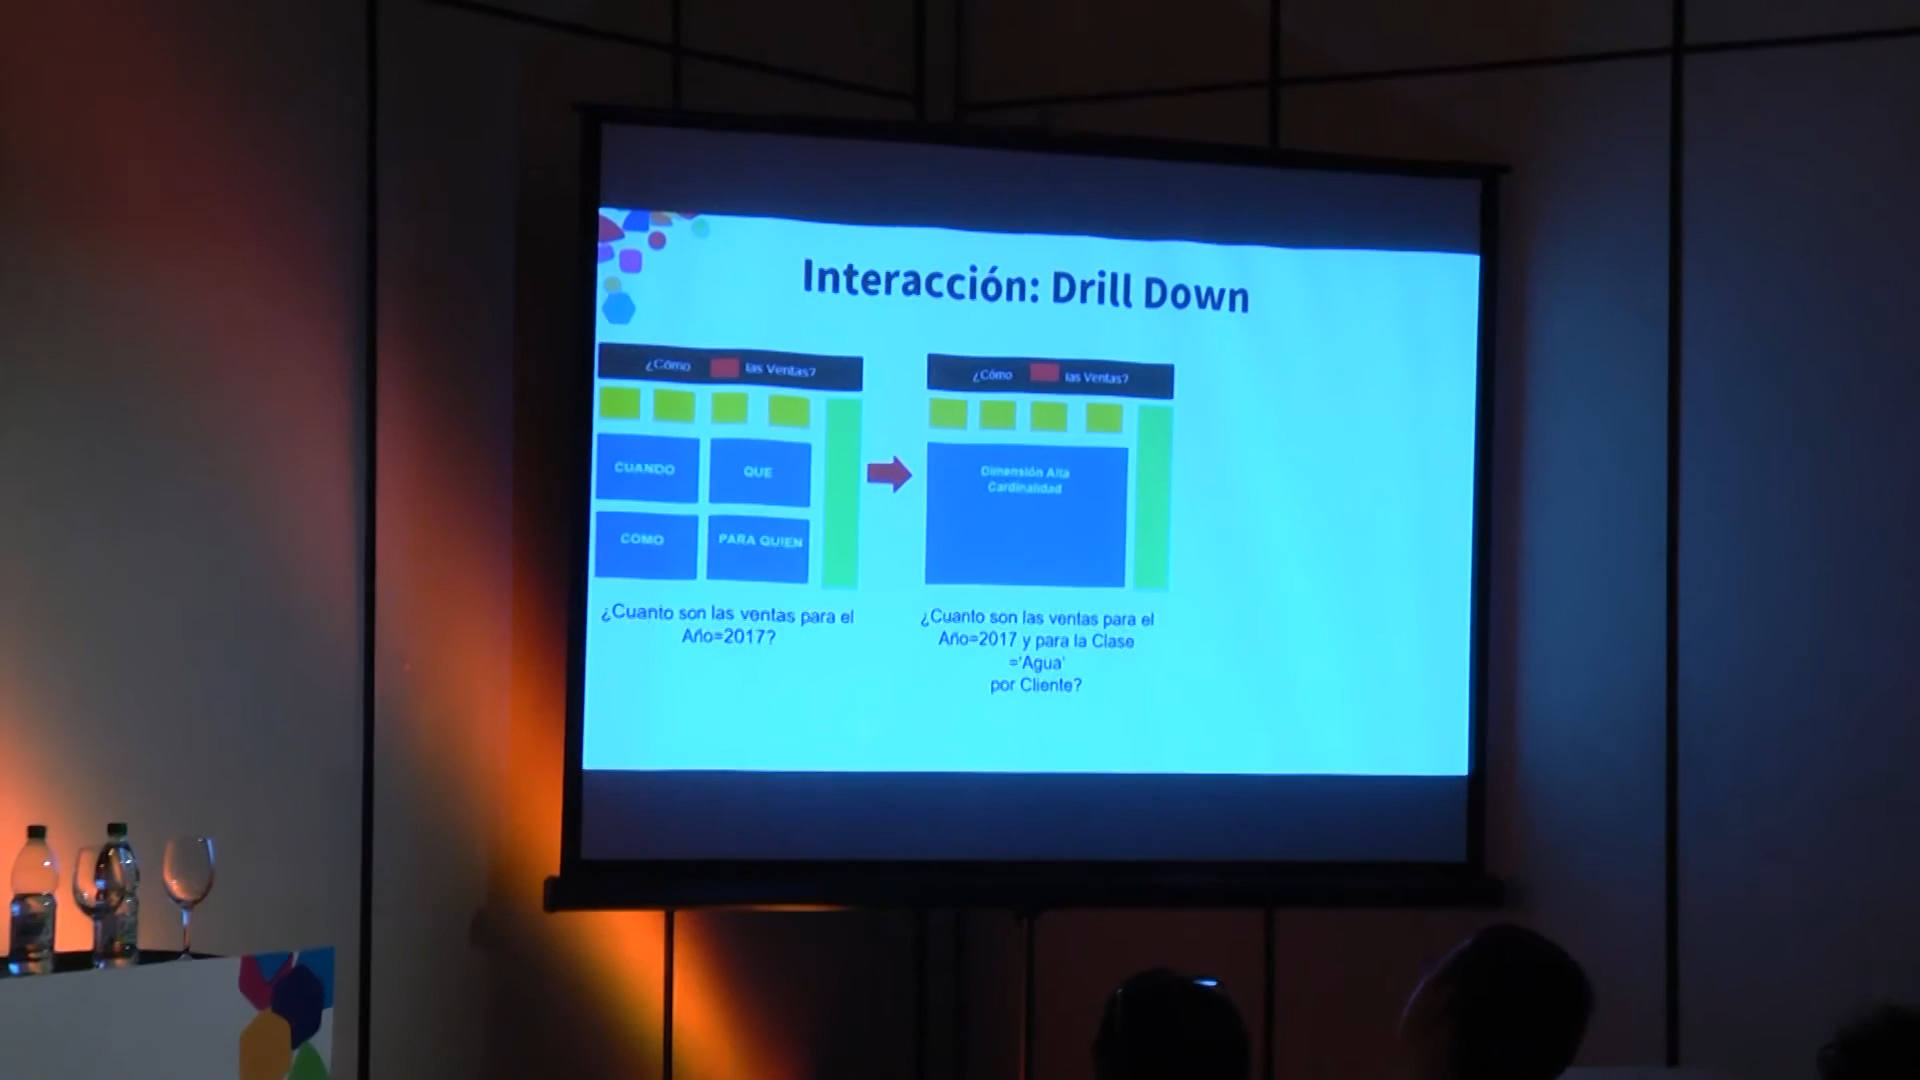 Interacción: Drill Down
¿Cómo las Ventas?
CUANDO QUE
COMO PARA QUIEN
¿Cuanto son las ventas para el
Año=2017?
¿Cómo las Ventas?
Dimensión Alta
Cardinalidad
¿Cuanto son las ventas para el
Año=2017 y para la Clase
='Agua'
por Cliente?